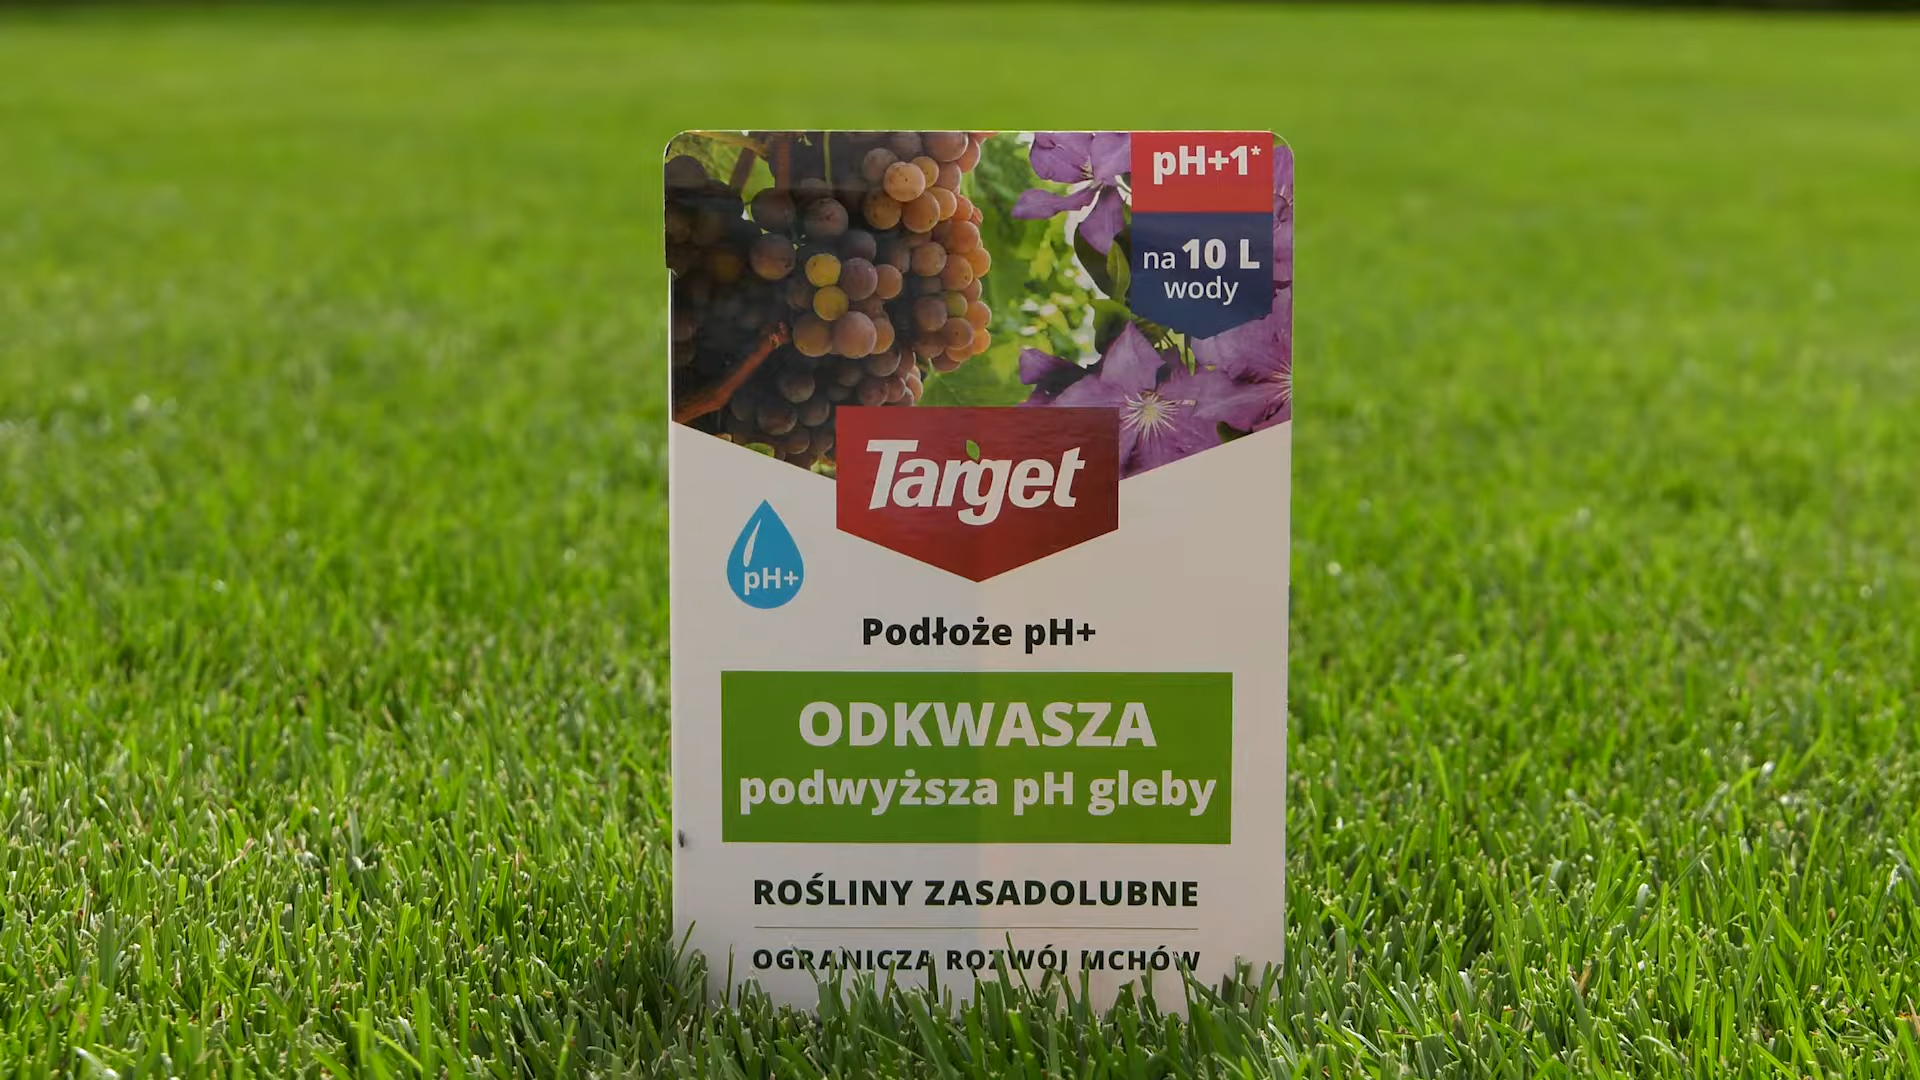 pH+1*
na 10 L
wody
Target
pH+
Podłoże pH+
ODKWASZA
podwyższa pH gleby
ROŚLINY ZASADOLUBNE
OGRANICZA ROZWÓJ MCHÓW